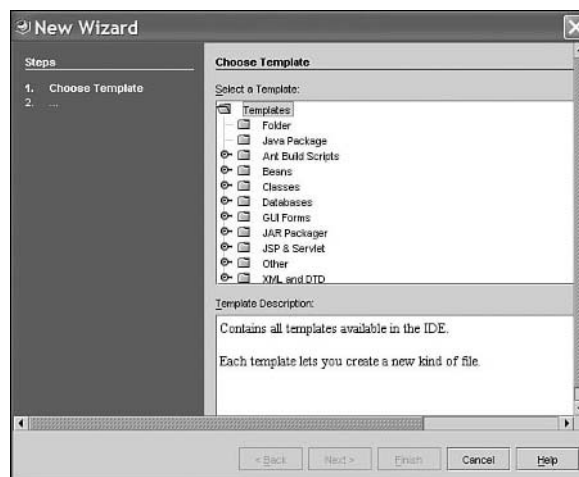 New Wizard
Steps
1. Choose Template
2. ...
Choose Template
Select a Template:
Templates
Folder
Java Package
Ant Build Scripts
Beans
Classes
Databases
GUI Forms
JAR Packager
JSP & Servlet
Other
XML and DTD
Template Description:
Contains all templates available in the IDE.
Each template lets you create a new kind of file.
< Back Next > Finish Cancel Help